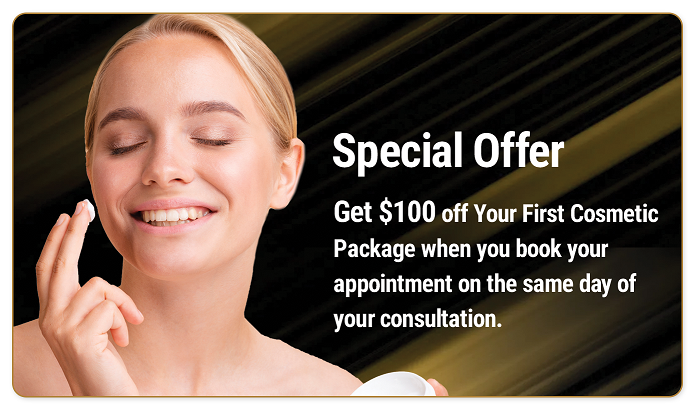 Special Offer
Get $100 off Your First Cosmetic
Package when you book your
appointment on the same day of
your consultation.